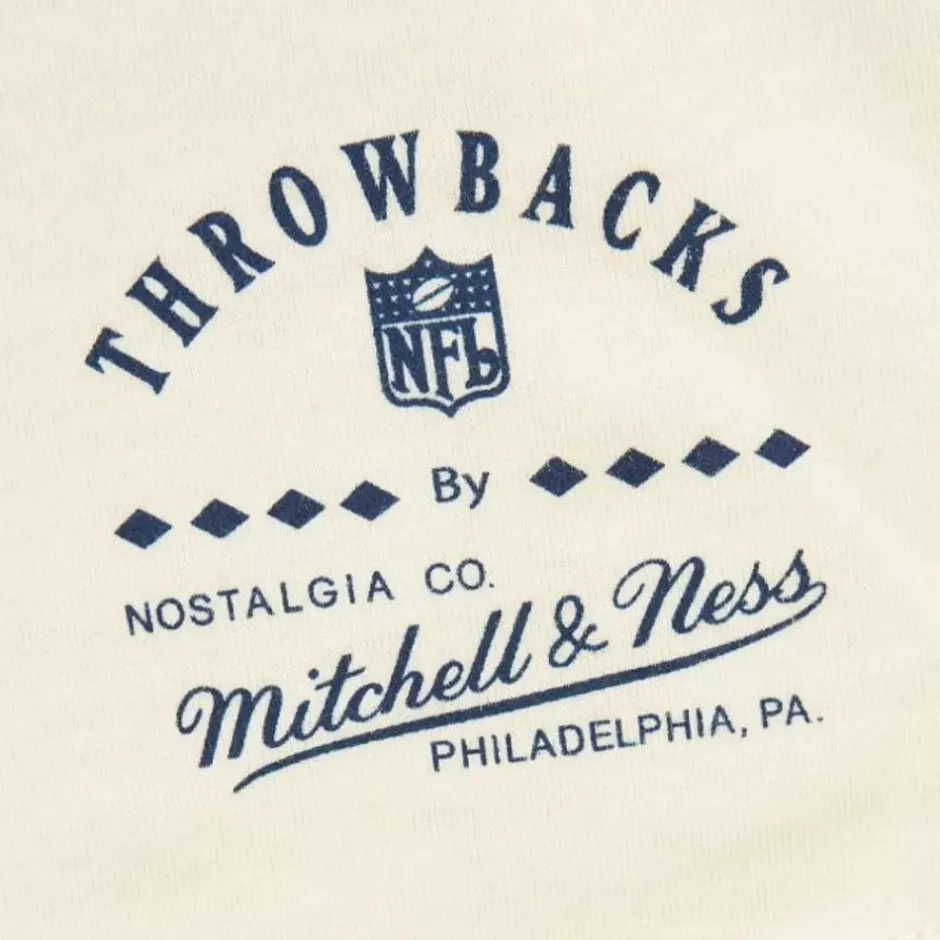 THROWBACKS
NFL
By
NOSTALGIA CO.
Mitchell & Ness
PHILADELPHIA, PA.